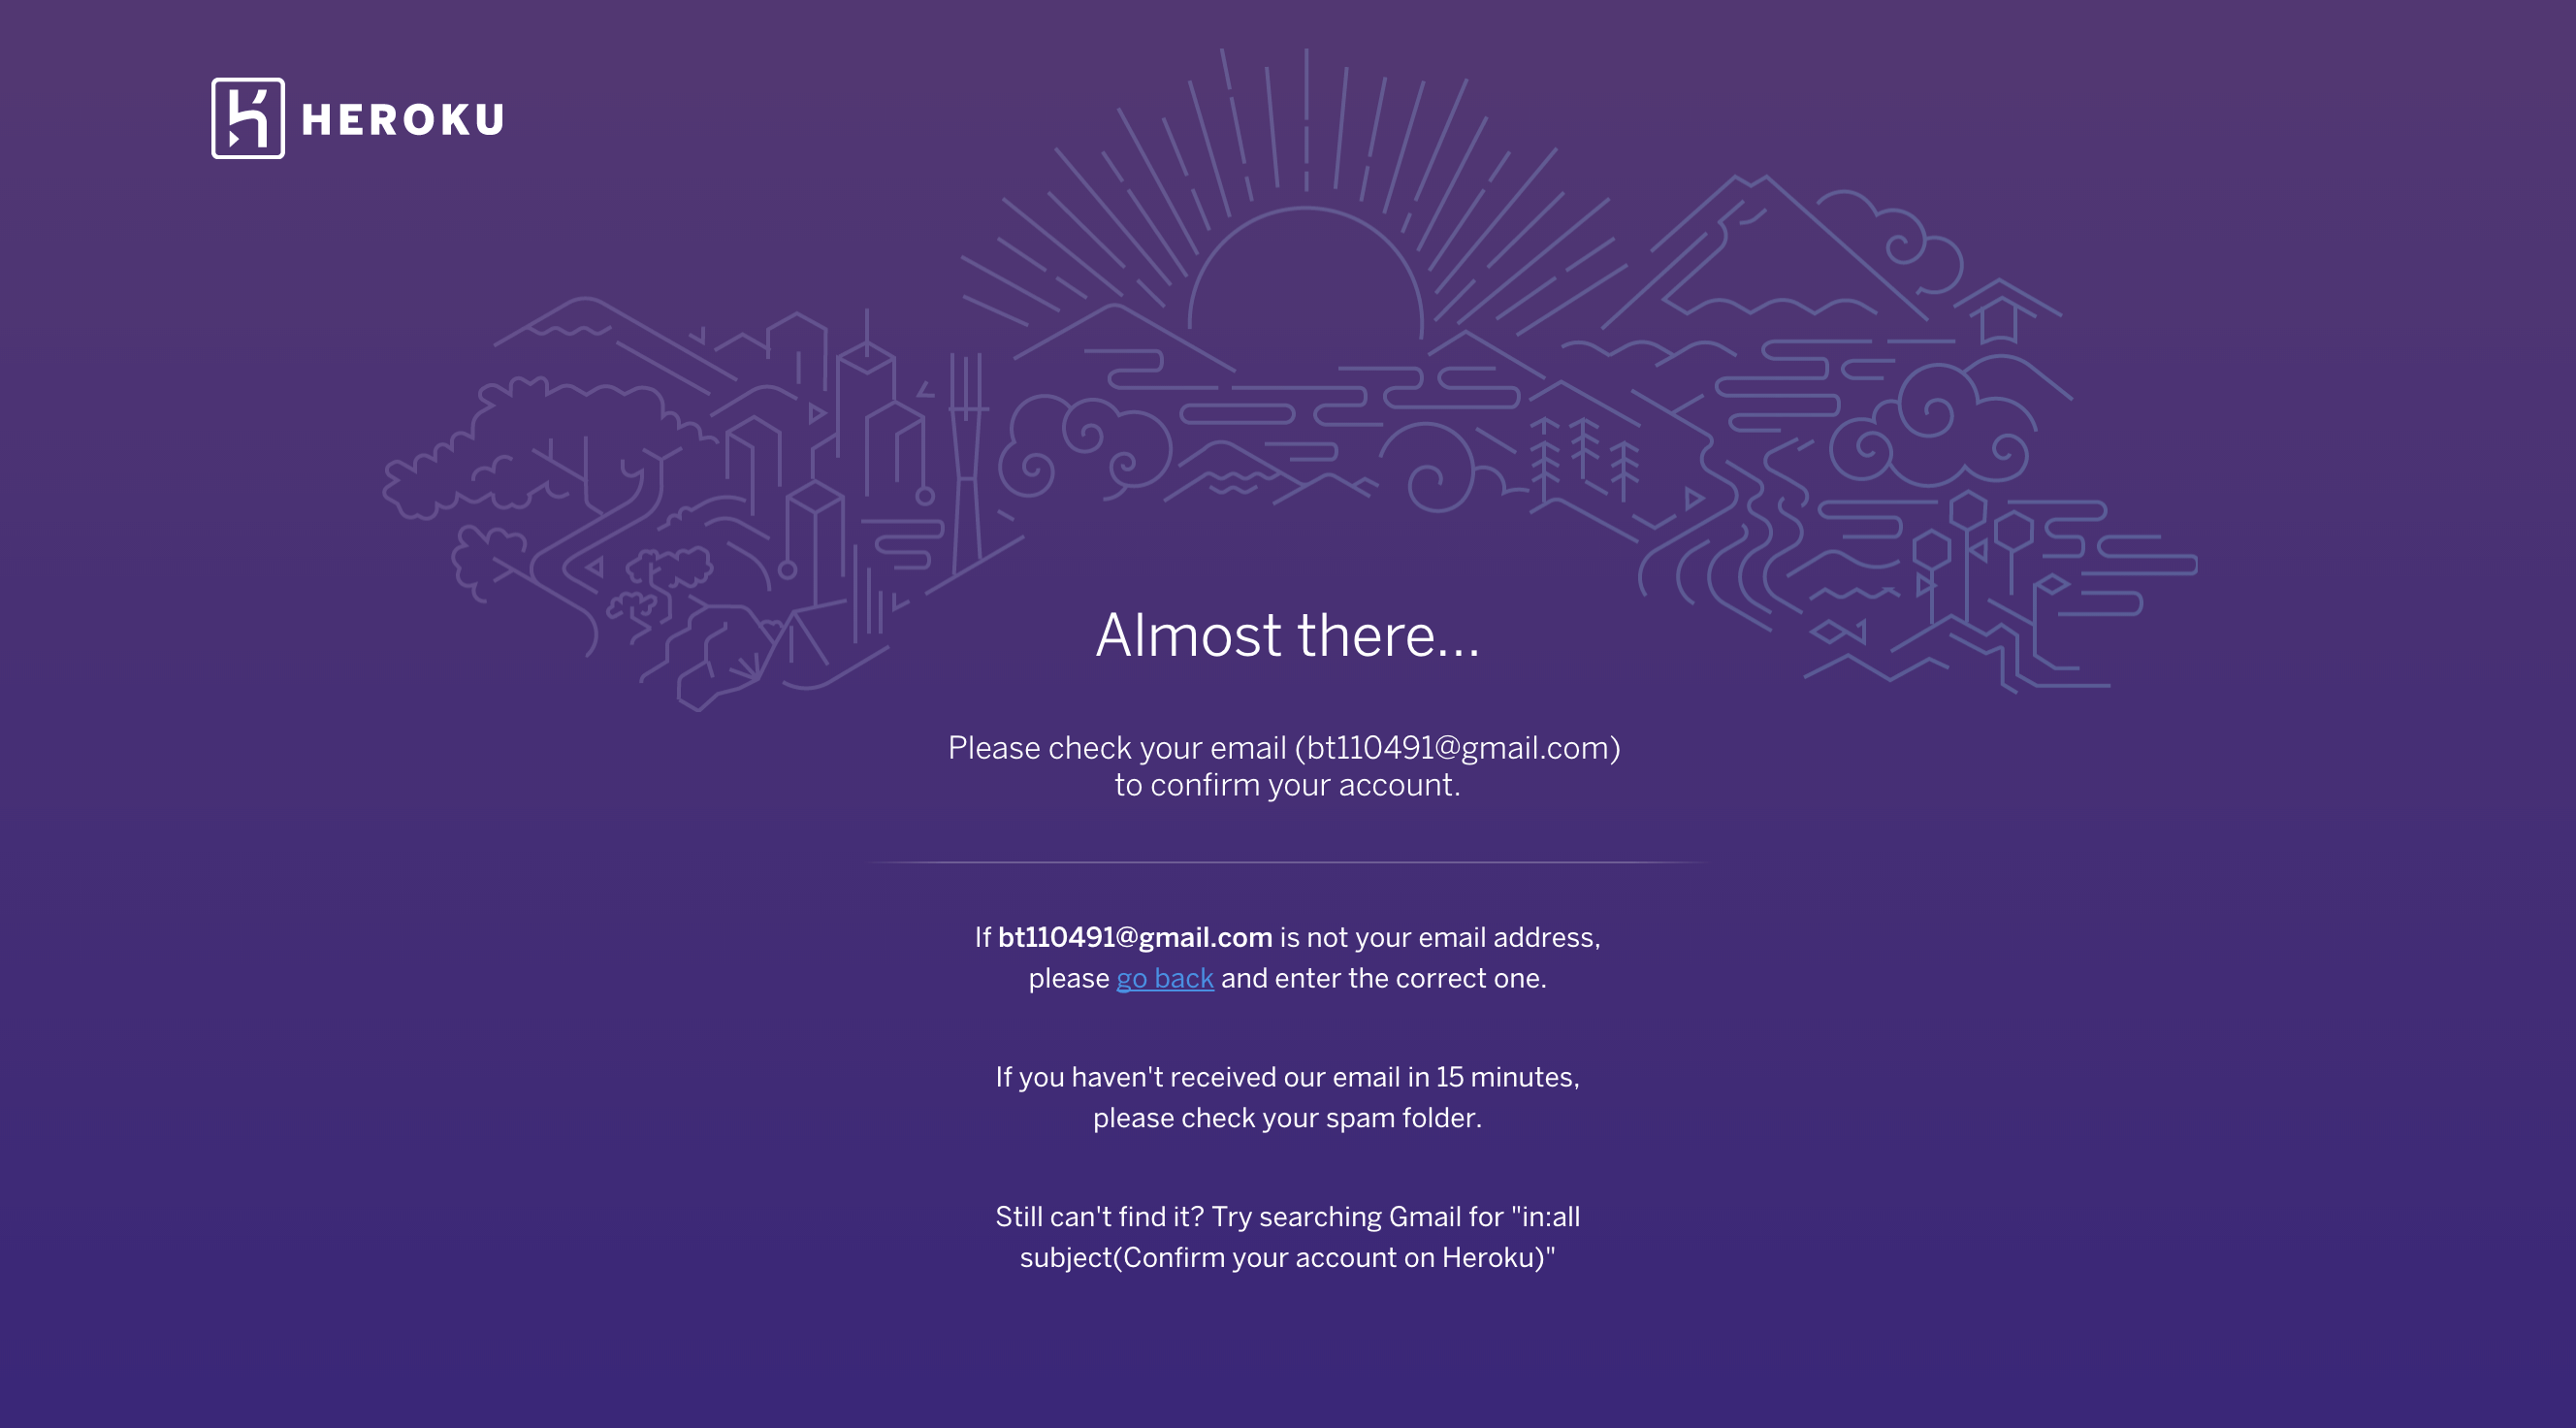 HEROKU
Almost there...
Please check your email (bt110491@gmail.com)
to confirm your account.
If bt110491@gmail.com is not your email address,
please go back and enter the correct one.
If you haven't received our email in 15 minutes,
please check your spam folder.
Still can't find it? Try searching Gmail for "in:all
subject(Confirm your account on Heroku)"